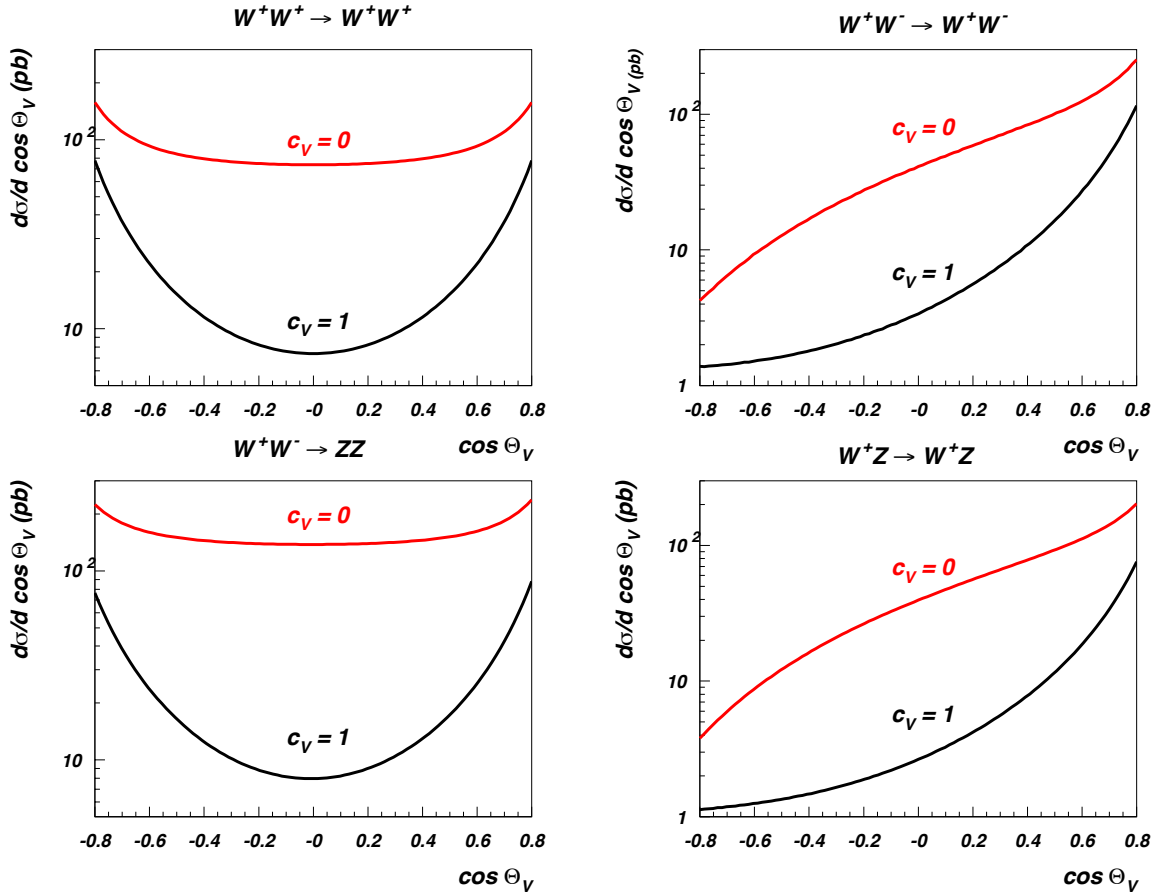 W⁺W⁺ → W⁺W⁺
dσ/d cos Θ_V (pb)
10²
10
c_V = 0
c_V = 1
-0.8 -0.6 -0.4 -0.2 -0 0.2 0.4 0.6 0.8
cos Θ_V
W⁺W⁻ → W⁺W⁻
dσ/d cos Θ_V (pb)
10²
10
1
c_V = 0
c_V = 1
-0.8 -0.6 -0.4 -0.2 -0 0.2 0.4 0.6 0.8
cos Θ_V
W⁺W⁻ → ZZ
dσ/d cos Θ_V (pb)
10²
10
c_V = 0
c_V = 1
-0.8 -0.6 -0.4 -0.2 -0 0.2 0.4 0.6 0.8
cos Θ_V
W⁺Z → W⁺Z
dσ/d cos Θ_V (pb)
10²
10
1
c_V = 0
c_V = 1
-0.8 -0.6 -0.4 -0.2 -0 0.2 0.4 0.6 0.8
cos Θ_V